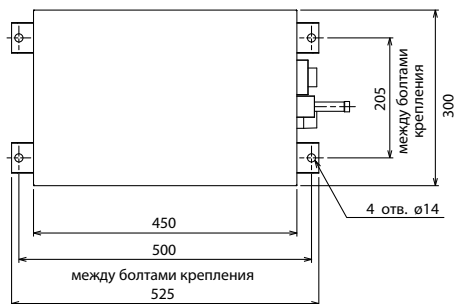 205
между болтами
крепления
300
4 отв. ø14
450
500
между болтами крепления
525